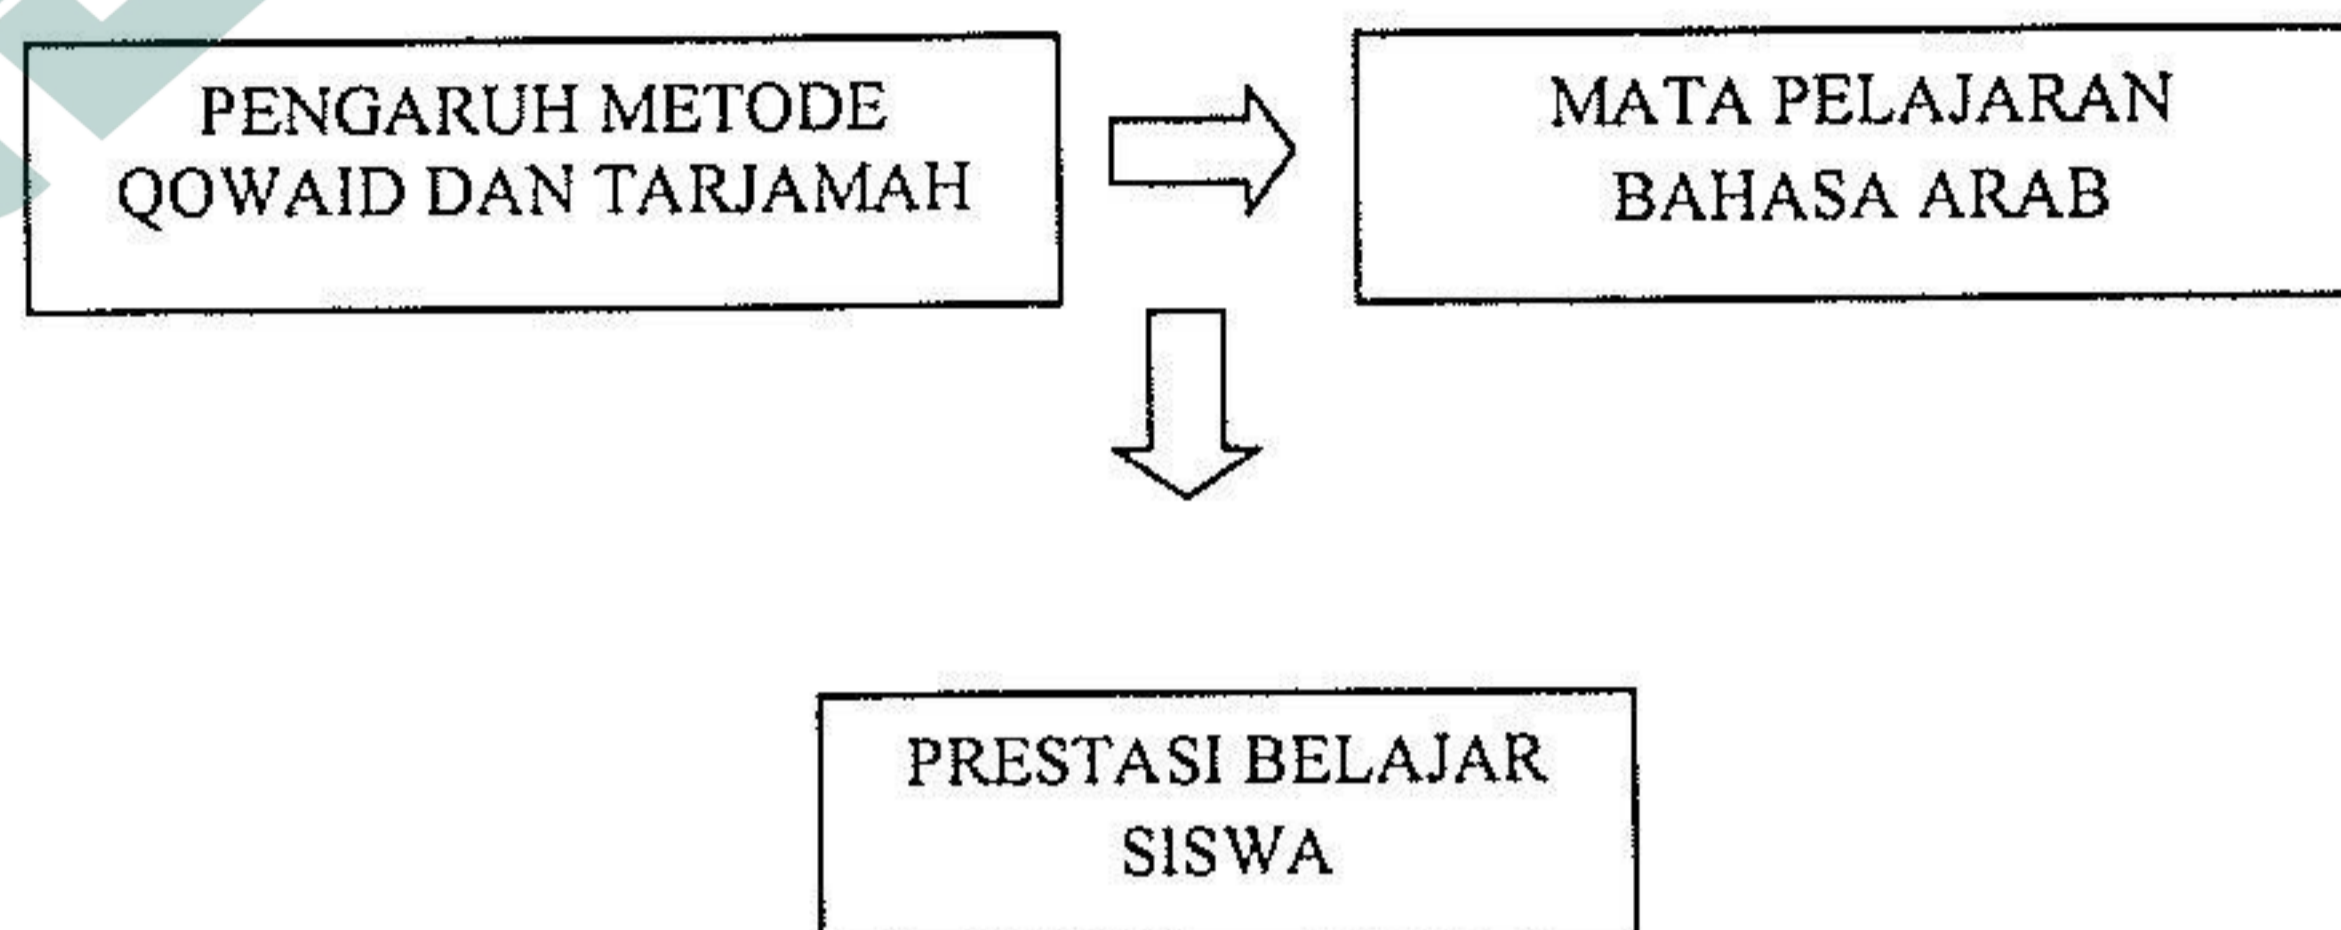 PENGARUH METODE
QOWAID DAN TARJAMAH
MATA PELAJARAN
BAHASA ARAB
PRESTASI BELAJAR
SISWA